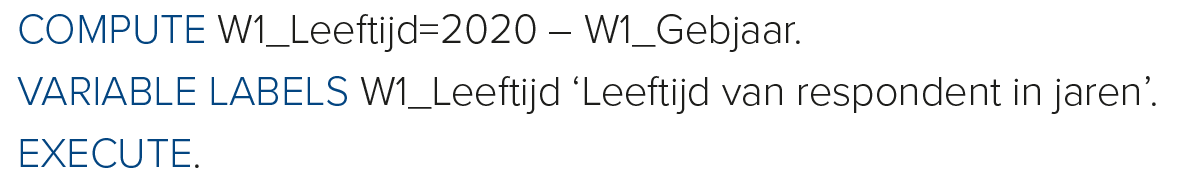 COMPUTE W1_Leeftijd=2020 – W1_Gebjaar.
VARIABLE LABELS W1_Leeftijd ‘Leeftijd van respondent in jaren’.
EXECUTE.